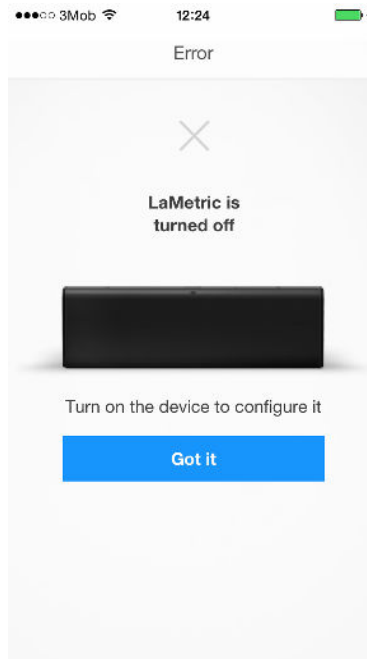 3Mob 12:24
Error
LaMetric is
turned off
Turn on the device to configure it
Got it